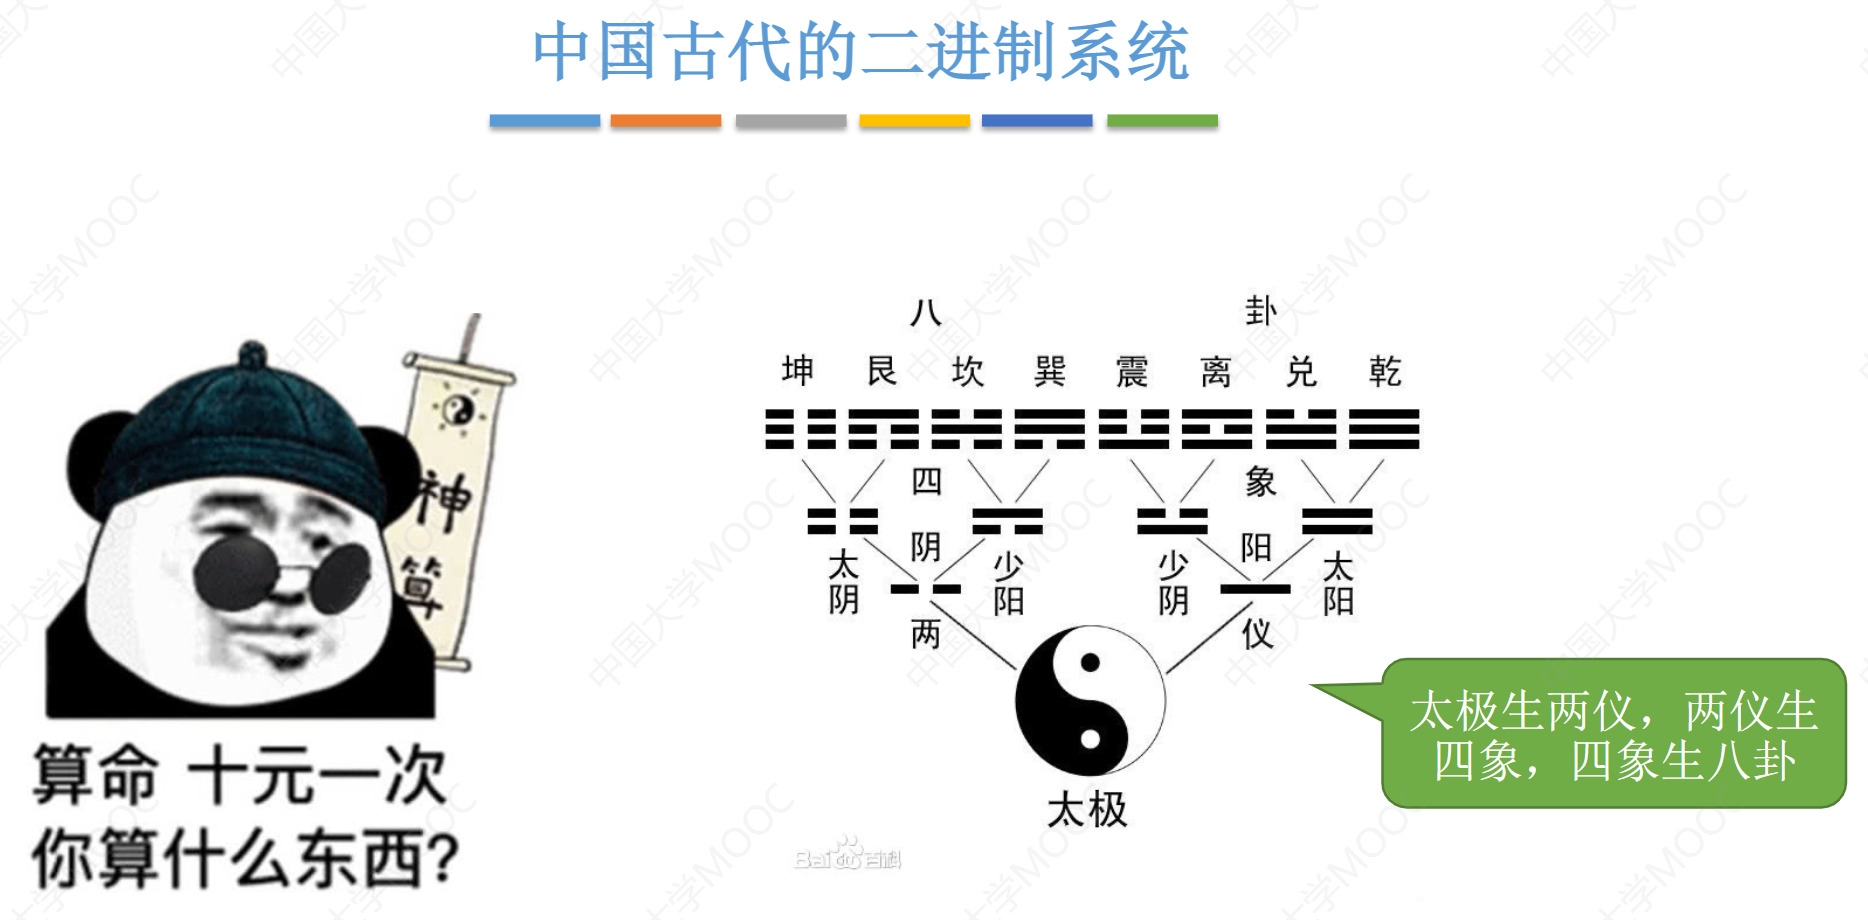 中国古代的二进制系统
神算
算命 十元一次
你算什么东西?
八 卦
坤 艮 坎 巽 震 离 兑 乾
四 象
阴 阳
太阴 少阳 少阴 太阳
两 仪
太极
太极生两仪，两仪生
四象，四象生八卦
Baidu百科
中国大学MOOC